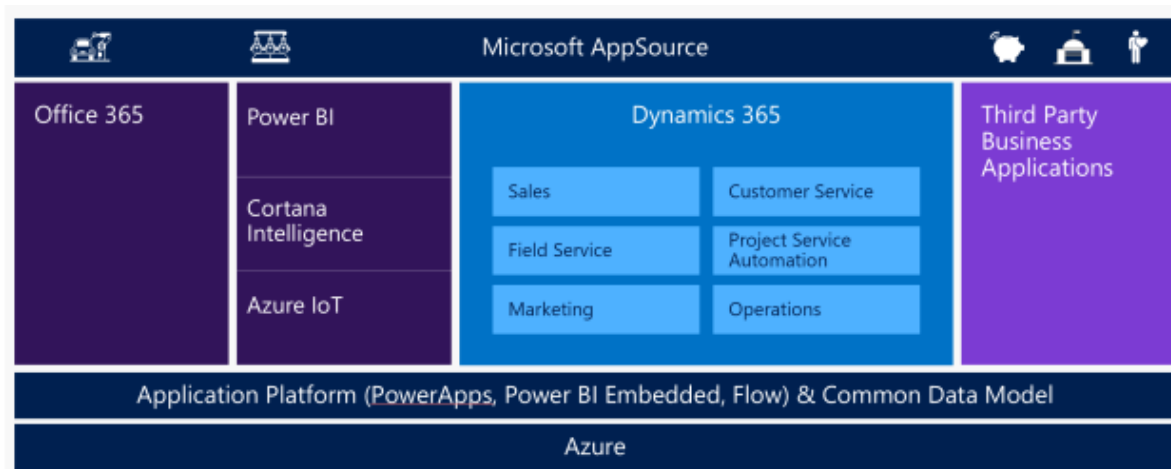 Microsoft AppSource
Office 365
Power BI
Cortana
Intelligence
Azure IoT
Dynamics 365
Sales
Customer Service
Field Service
Project Service
Automation
Marketing
Operations
Third Party
Business
Applications
Application Platform (PowerApps, Power BI Embedded, Flow) & Common Data Model
Azure